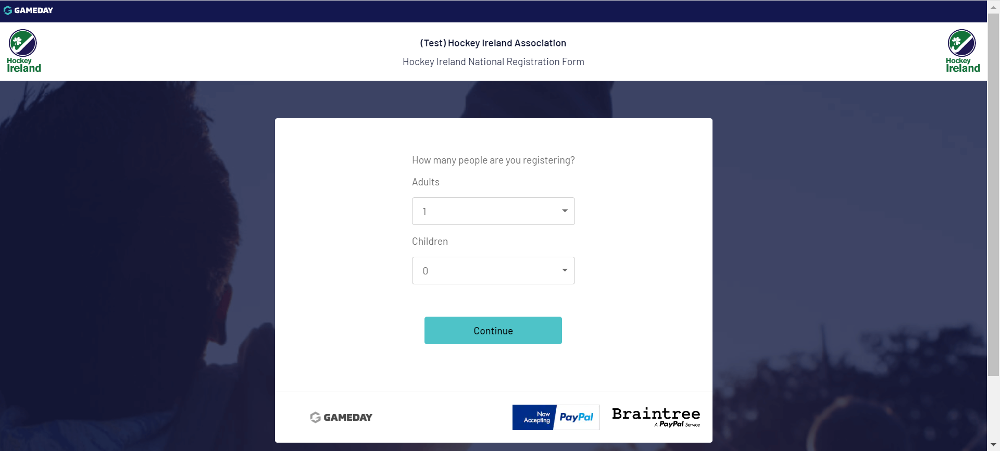 GAMEDAY
Hockey
Ireland
(Test) Hockey Ireland Association
Hockey Ireland National Registration Form
Hockey
Ireland
How many people are you registering?
Adults
1
Children
0
Continue
GAMEDAY
Now
Accepting
PayPal
Braintree
A PayPal Service